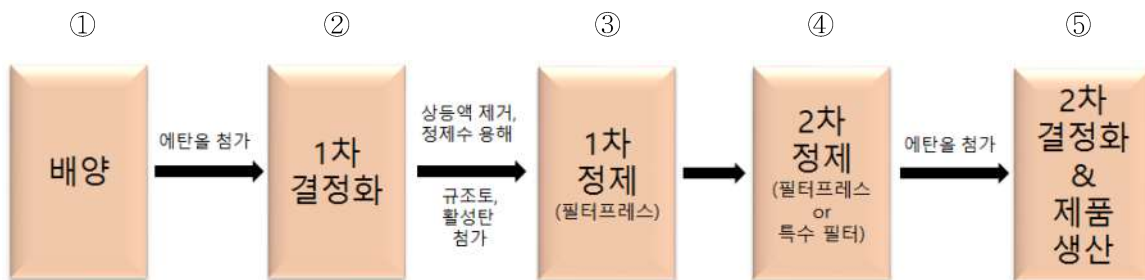 ①
배양
에탄올 첨가
②
1차
결정화
상등액 제거,
정제수 용해
규조토,
활성탄
첨가
③
1차
정제
(필터프레스)
④
2차
정제
(필터프레스
or
특수 필터)
에탄올 첨가
⑤
2차
결정화
&
제품
생산